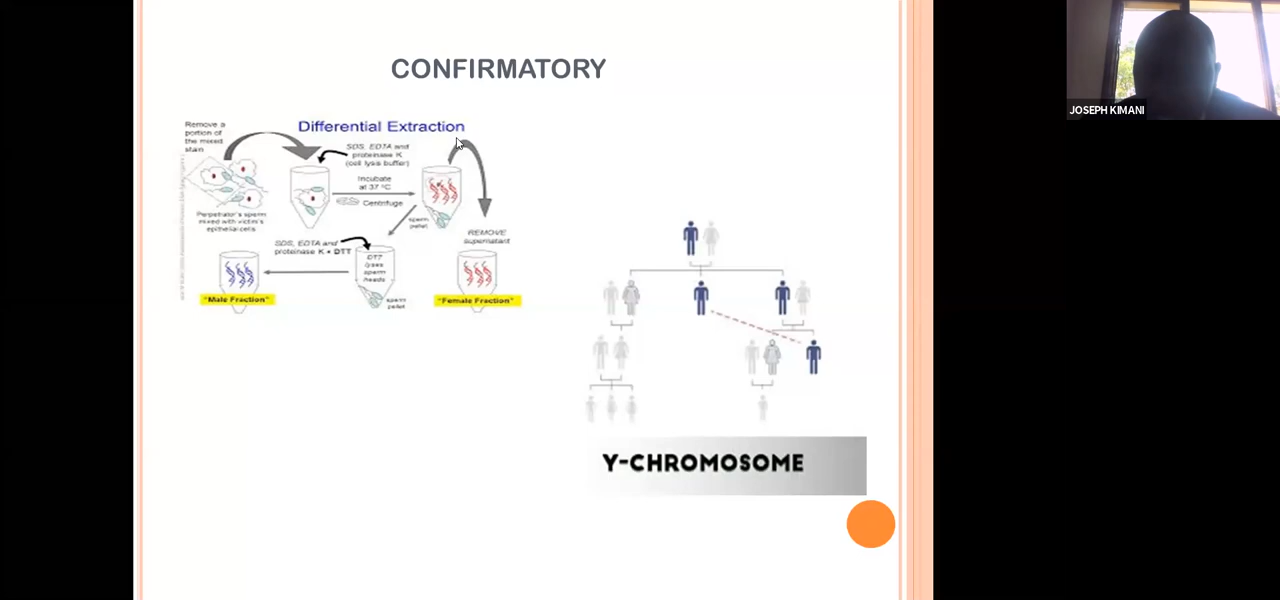 CONFIRMATORY
JOSEPH KIMANI
Differential Extraction
Remove a
portion of
the mixed
stain
SDS, EDTA and
proteinase K
(cell lysis buffer)
Incubate
at 37 °C
Centrifuge
Perpetrator's sperm
mixed with victim's
epithelial cells
sperm
pellet
REMOVE
supernatant
SDS, EDTA and
proteinase K + DTT
DTT
lyses
sperm
heads
sperm
pellet
"Male Fraction"
"Female Fraction"
Y-CHROMOSOME